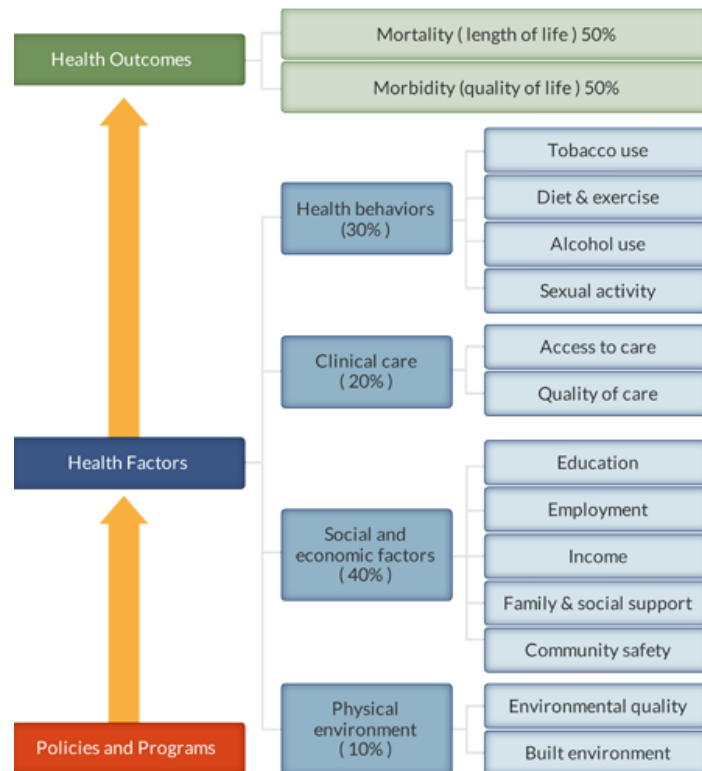 Health Outcomes
Mortality ( length of life ) 50%
Morbidity (quality of life ) 50%
Health Factors
Health behaviors
(30% )
Tobacco use
Diet & exercise
Alcohol use
Sexual activity
Clinical care
( 20% )
Access to care
Quality of care
Social and
economic factors
( 40% )
Education
Employment
Income
Family & social support
Community safety
Physical
environment
( 10% )
Environmental quality
Built environment
Policies and Programs